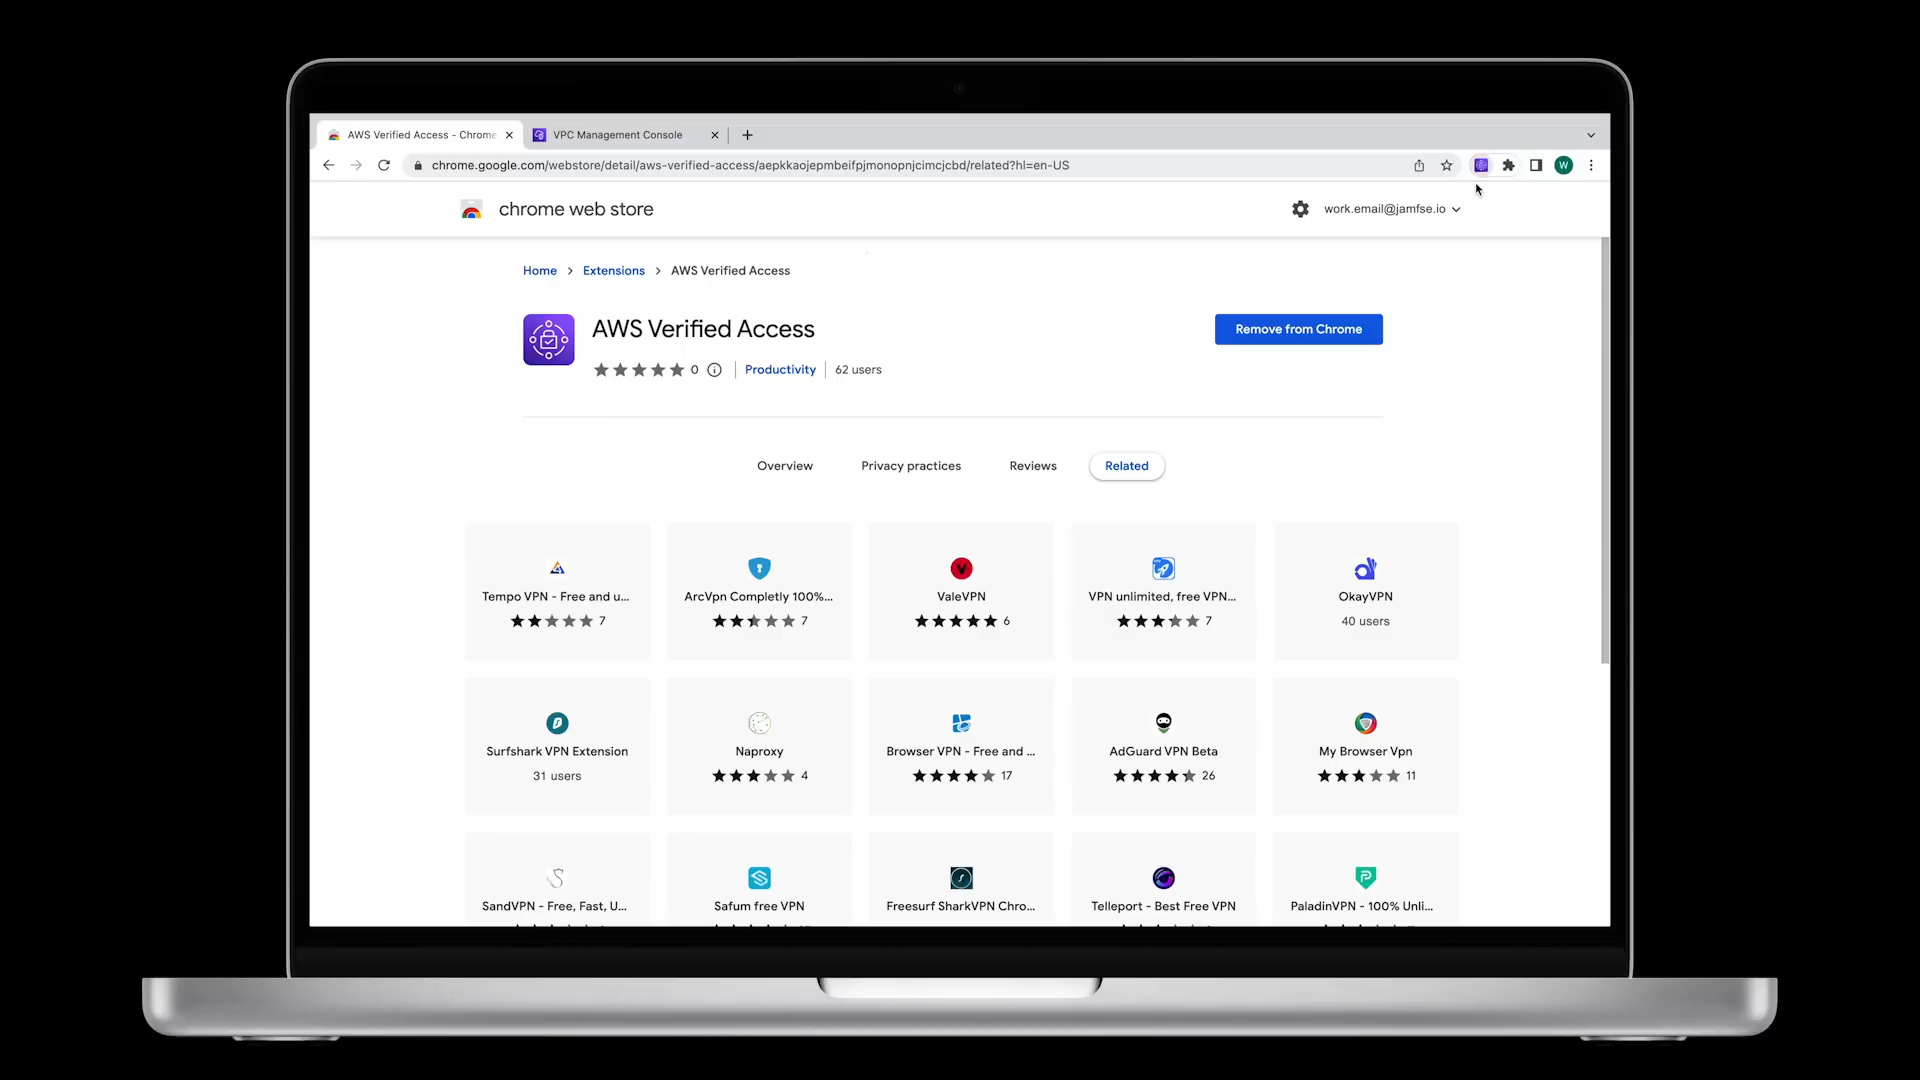 AWS Verified Access - Chrome
VPC Management Console
chrome.google.com/webstore/detail/aws-verified-access/aepkkaojepmbeifpjmonopnjcimcjcbd/related?hl=en-US
W
chrome web store
work.email@jamfse.io
Home > Extensions > AWS Verified Access
AWS Verified Access
Remove from Chrome
0 Productivity 62 users
Overview Privacy practices Reviews Related
Tempo VPN - Free and u... ArcVpn Completly 100%... ValeVPN VPN unlimited, free VPN... OkayVPN
7 7 6 7 40 users
Surfshark VPN Extension Naproxy Browser VPN - Free and ... AdGuard VPN Beta My Browser Vpn
31 users 4 17 26 11
SandVPN - Free, Fast, U... Safum free VPN Freesurf SharkVPN Chro... Telleport - Best Free VPN PaladinVPN - 100% Unli...